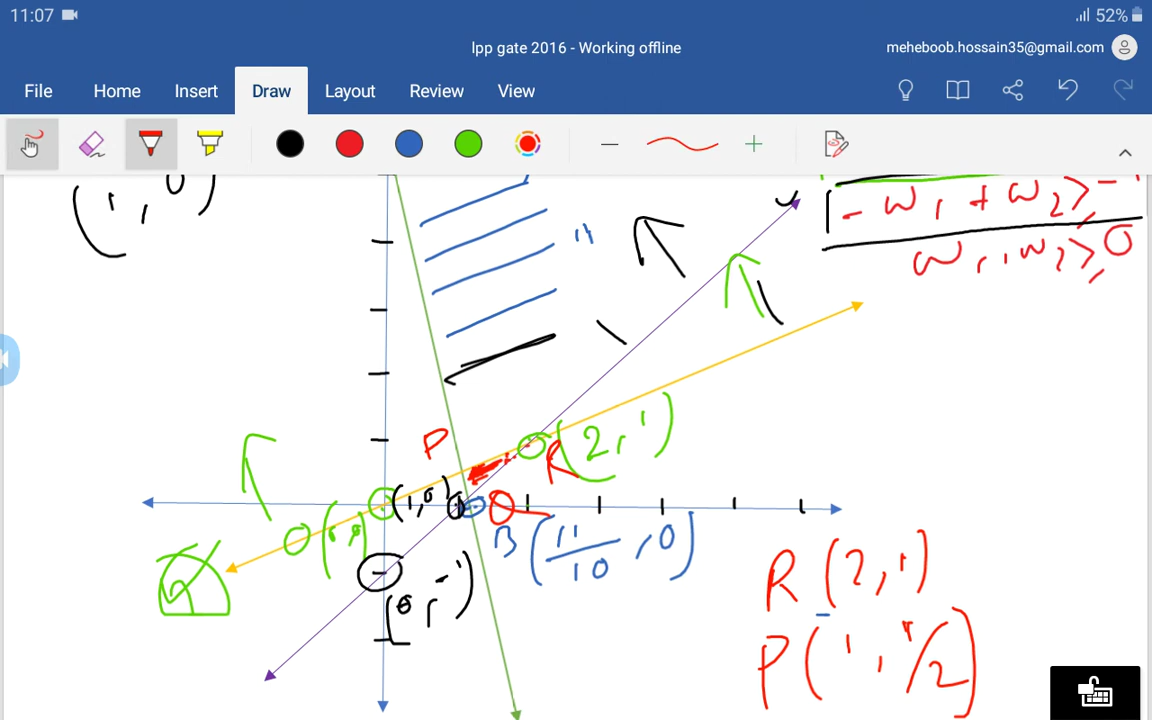 11:07 52%
lpp gate 2016 - Working offline
meheboob.hossain35@gmail.com
File Home Insert Draw Layout Review View
(1, 0)
- w1 + w2 ≥ -1
w1, w2 ≥ 0
P
R
(2, 1)
(1, 0)
Q
O (0, 0)
B (11/10, 0)
(0, -1)
R (2, 1)
P (1, 1/2)